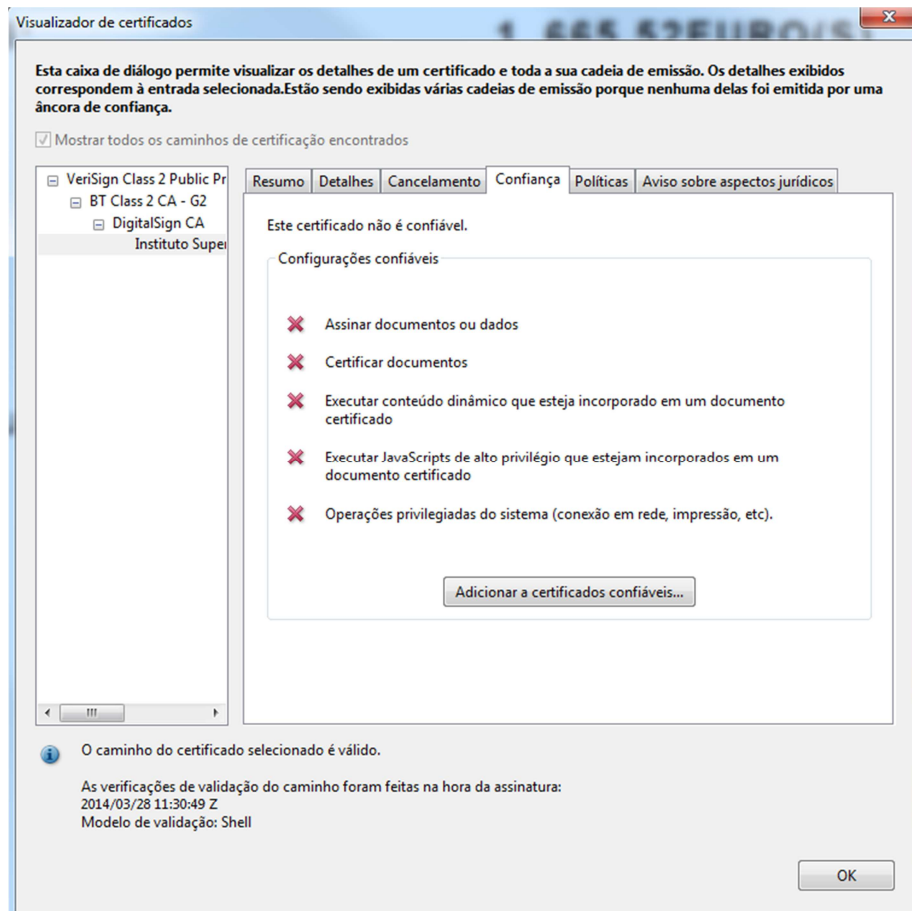 Visualizador de certificados
1 665,52EURO(S)
Esta caixa de diálogo permite visualizar os detalhes de um certificado e toda a sua cadeia de emissão. Os detalhes exibidos
correspondem à entrada selecionada.Estão sendo exibidas várias cadeias de emissão porque nenhuma delas foi emitida por uma
âncora de confiança.
Mostrar todos os caminhos de certificação encontrados
VeriSign Class 2 Public Pr
BT Class 2 CA - G2
DigitalSign CA
Instituto Super
Resumo Detalhes Cancelamento Confiança Políticas Aviso sobre aspectos jurídicos
Este certificado não é confiável.
Configurações confiáveis
Assinar documentos ou dados
Certificar documentos
Executar conteúdo dinâmico que esteja incorporado em um documento
certificado
Executar JavaScripts de alto privilégio que estejam incorporados em um
documento certificado
Operações privilegiadas do sistema (conexão em rede, impressão, etc).
Adicionar a certificados confiáveis...
O caminho do certificado selecionado é válido.
As verificações de validação do caminho foram feitas na hora da assinatura:
2014/03/28 11:30:49 Z
Modelo de validação: Shell
OK